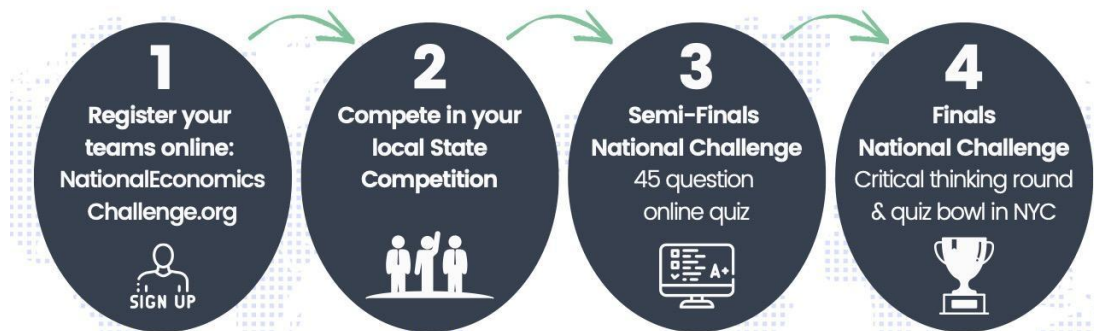 1
Register your
teams online:
NationalEconomics
Challenge.org
SIGN UP
2
Compete in your
local State
Competition
3
Semi-Finals
National Challenge
45 question
online quiz
A+
4
Finals
National Challenge
Critical thinking round
& quiz bowl in NYC